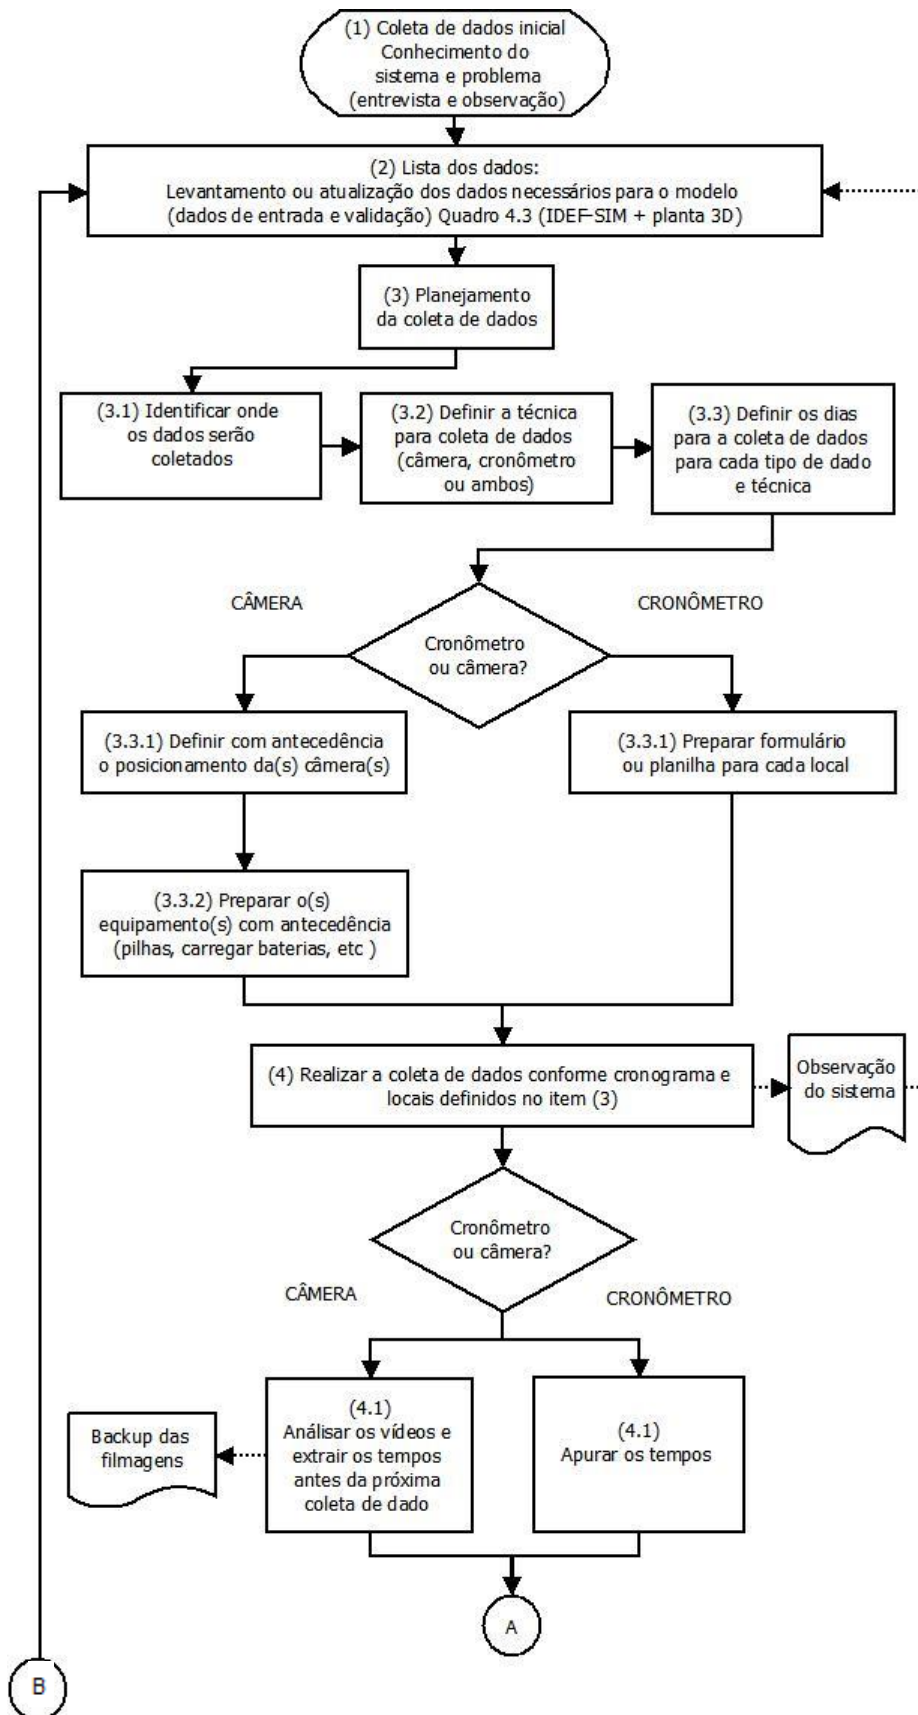 (1) Coleta de dados inicial
Conhecimento do
sistema e problema
(entrevista e observação)
(2) Lista dos dados:
Levantamento ou atualização dos dados necessários para o modelo
(dados de entrada e validação) Quadro 4.3 (IDEF-SIM + planta 3D)
(3) Planejamento
da coleta de dados
(3.1) Identificar onde
os dados serão
coletados
(3.2) Definir a técnica
para coleta de dados
(câmera, cronômetro
ou ambos)
(3.3) Definir os dias
para a coleta de dados
para cada tipo de dado
e técnica
CÂMERA
CRONÔMETRO
Cronômetro
ou câmera?
(3.3.1) Definir com antecedência
o posicionamento da(s) câmera(s)
(3.3.1) Preparar formulário
ou planilha para cada local
(3.3.2) Preparar o(s)
equipamento(s) com antecedência
(pilhas, carregar baterias, etc )
(4) Realizar a coleta de dados conforme cronograma e
locais definidos no item (3)
Observação
do sistema
Cronômetro
ou câmera?
CÂMERA
CRONÔMETRO
Backup das
filmagens
(4.1)
Análisar os vídeos e
extrair os tempos
antes da próxima
coleta de dado
(4.1)
Apurar os tempos
A
B